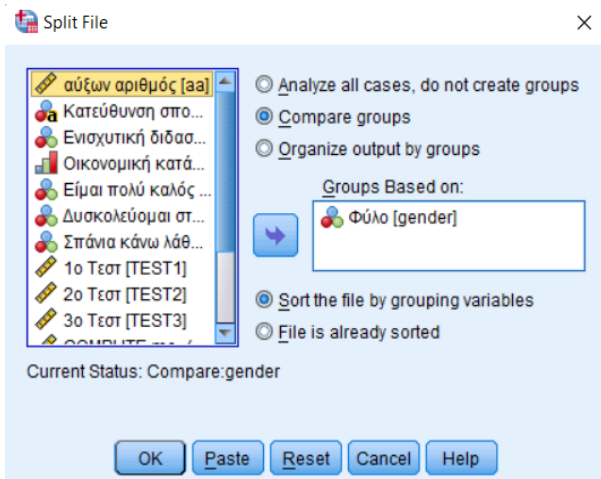 Split File
αύξων αριθμός [aa]
Κατεύθυνση σπο...
Ενισχυτική διδασ...
Οικονομική κατά...
Είμαι πολύ καλός ...
Δυσκολεύομαι στ...
Σπάνια κάνω λάθ...
1ο Τεστ [TEST1]
2ο Τεστ [TEST2]
3ο Τεστ [TEST3]
Analyze all cases, do not create groups
Compare groups
Organize output by groups
Groups Based on:
Φύλο [gender]
Sort the file by grouping variables
File is already sorted
Current Status: Compare:gender
OK Paste Reset Cancel Help